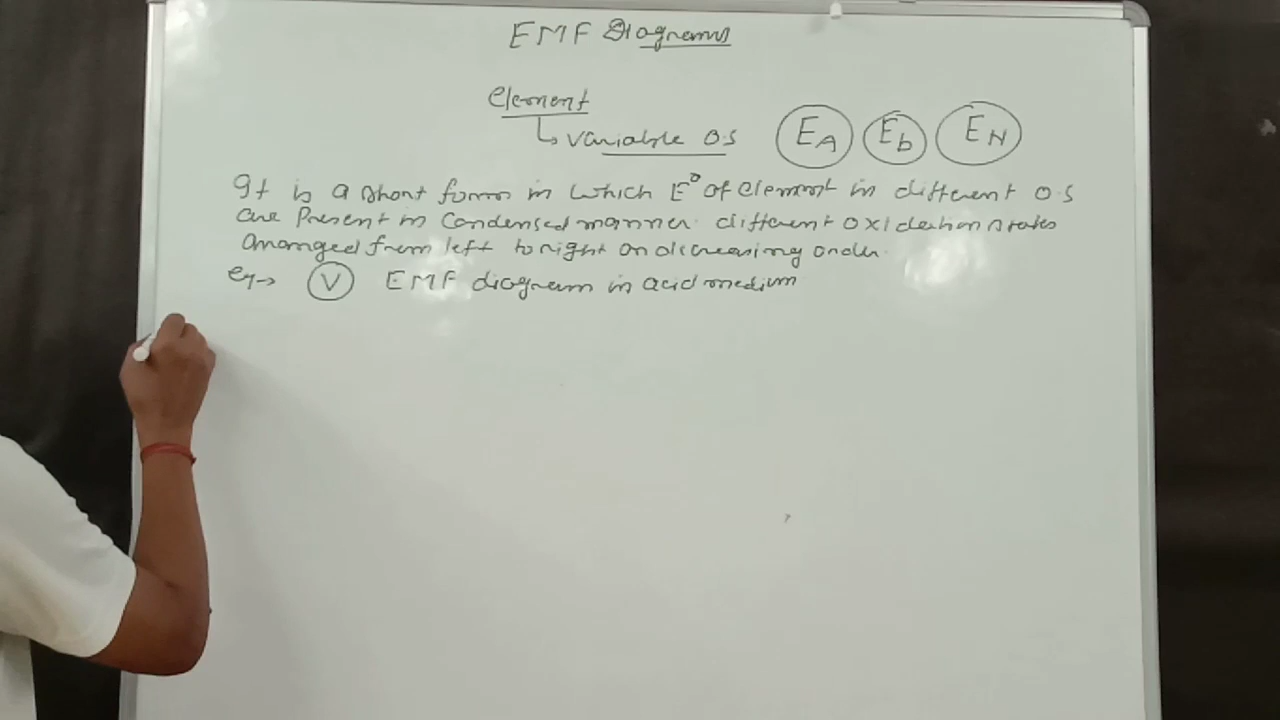 EMF Diagrams
element
↳ variable O.S EA Eb EN
It is a short form in which E⁰ of element in different O.S
are Present in Condensed manner. different oxidation states
arranged from left to right on discreasing order.
eg → V EMF diagram in acid medium